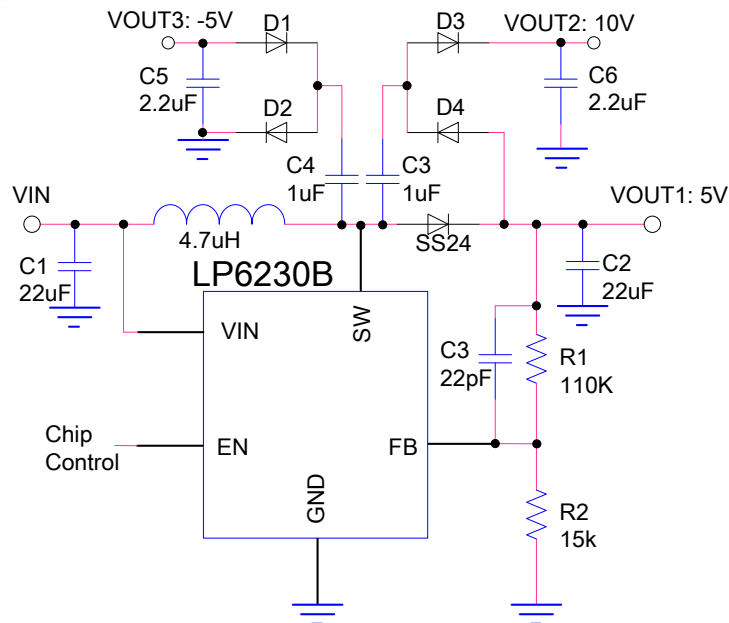 VOUT3: -5V
D1
D3
VOUT2: 10V
C5
2.2uF
D2
D4
C6
2.2uF
C4
1uF
C3
1uF
VIN
VOUT1: 5V
4.7uH
SS24
C1
22uF
LP6230B
C2
22uF
VIN
SW
C3
22pF
R1
110K
Chip
Control
EN
FB
GND
R2
15k